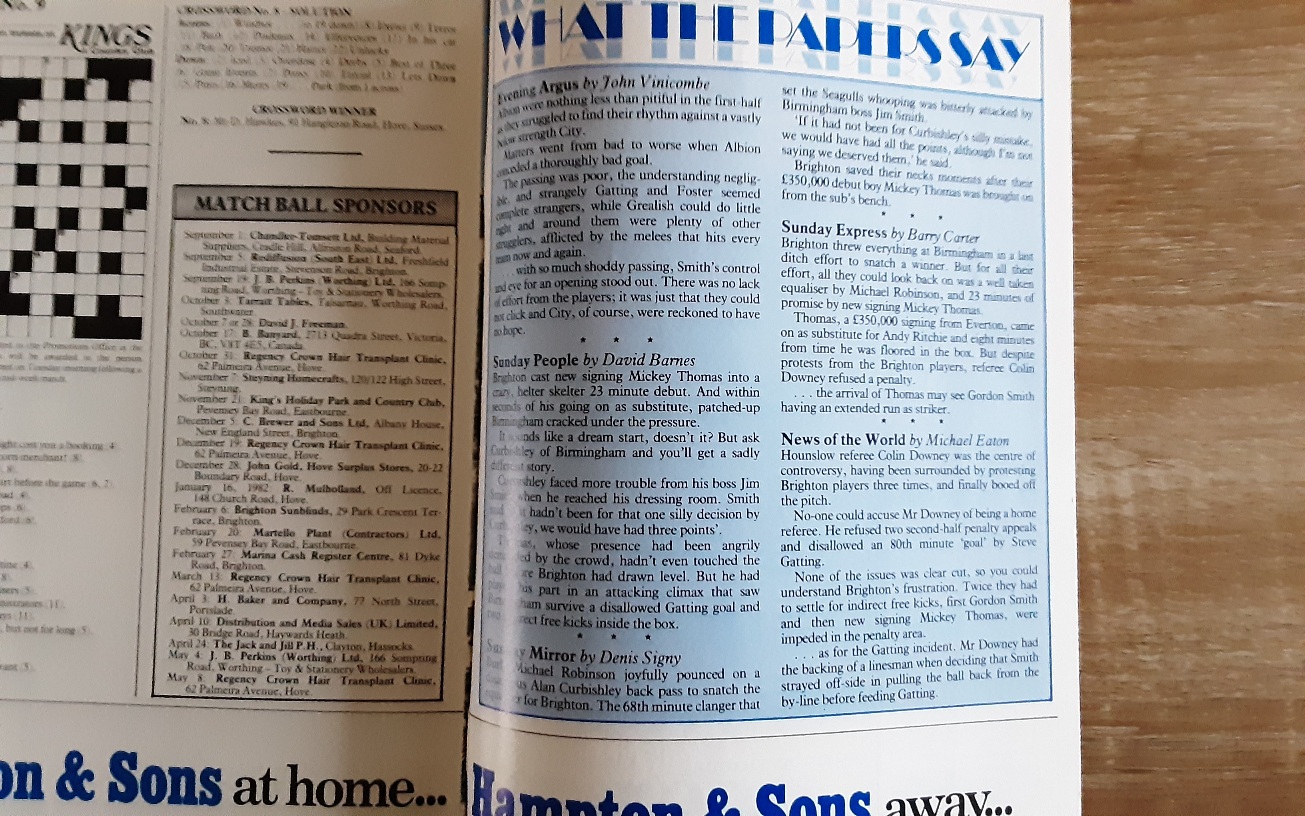 KINGS
CROSSWORD No. 8 - SOLUTION
CROSSWORD WINNER
MATCH BALL SPONSORS
September 1: Chandler-Tomsett Ltd, Building Material
Suppliers, Cradle Hill, Alfriston Road, Seaford.
September 5: Rediffusion (South East) Ltd, Freshfield
Industrial Estate, Stevenson Road, Brighton.
September 19: J. B. Perkins (Worthing) Ltd, 166 Somp-
ting Road, Worthing - Toy & Stationery Wholesalers.
October 3: Tarratt Tables, Worthing Road,
Southwater.
October 7 or 28: David J. Freeman.
October 17: B. Banyard, 2713 Quadra Street, Victoria,
BC, V8T 4E5, Canada.
October 31: Regency Crown Hair Transplant Clinic,
62 Palmeira Avenue, Hove.
November 7: Steyning Homecrafts, 120/122 High Street,
Steyning.
November 21: King's Holiday Park and Country Club,
Pevensey Bay Road, Eastbourne.
December 5: C. Brewer and Sons Ltd, Albany House,
New England Street, Brighton.
December 19: Regency Crown Hair Transplant Clinic,
62 Palmeira Avenue, Hove.
December 28: John Gold, Hove Surplus Stores, 20-22
Boundary Road, Hove.
January 16, 1982: R. Mulholland, Off Licence,
148 Church Road, Hove.
February 6: Brighton Sunblinds, 29 Park Crescent Ter-
race, Brighton.
February 20: Martello Plant (Contractors) Ltd,
59 Pevensey Bay Road, Eastbourne.
February 27: Marina Cash Register Centre, 81 Dyke
Road, Brighton.
March 13: Regency Crown Hair Transplant Clinic,
62 Palmeira Avenue, Hove.
April 3: H. Baker and Company, 77 North Street,
Portslade.
April 10: Distribution and Media Sales (UK) Limited,
30 Bridge Road, Haywards Heath.
April 24: The Jack and Jill P.H., Clayton, Hassocks.
May 4: J. B. Perkins (Worthing) Ltd, 166 Sompting
Road, Worthing - Toy & Stationery Wholesalers.
May 8: Regency Crown Hair Transplant Clinic,
62 Palmeira Avenue, Hove.
on & Sons at home...
WHAT THE PAPERS SAY
Evening Argus by John Vinicombe
Albion were nothing less than pitiful in the first-half
as they struggled to find their rhythm against a vastly
below strength City.
Matters went from bad to worse when Albion
conceded a thoroughly bad goal.
The passing was poor, the understanding neglig-
ible, and strangely Gatting and Foster seemed
complete strangers, while Grealish could do little
right and around them were plenty of other
strugglers, afflicted by the melees that hits every
team now and again.
. . . with so much shoddy passing, Smith's control
and eye for an opening stood out. There was no lack
of effort from the players; it was just that they could
not click and City, of course, were reckoned to have
no hope.
* * *
Sunday People by David Barnes
Brighton cast new signing Mickey Thomas into a
crazy, helter skelter 23 minute debut. And within
seconds of his going on as substitute, patched-up
Birmingham cracked under the pressure.
It sounds like a dream start, doesn't it? But ask
Curbishley of Birmingham and you'll get a sadly
different story.
Curbishley faced more trouble from his boss Jim
when he reached his dressing room. Smith
hadn't been for that one silly decision by
ey, we would have had three points'.
whose presence had been angrily
ed by the crowd, hadn't even touched the
re Brighton had drawn level. But he had
his part in an attacking climax that saw
ham survive a disallowed Gatting goal and
rect free kicks inside the box.
* * *
Sunday Mirror by Denis Signy
Michael Robinson joyfully pounced on a
Alan Curbishley back pass to snatch the
for Brighton. The 68th minute clanger that
set the Seagulls whooping was bitterly attacked by
Birmingham boss Jim Smith.
'If it had not been for Curbishley's silly mistake,
we would have had all the points, although I'm not
saying we deserved them,' he said.
Brighton saved their necks moments after their
£350,000 debut boy Mickey Thomas was brought on
from the sub's bench.
* * *
Sunday Express by Barry Carter
Brighton threw everything at Birmingham in a last
ditch effort to snatch a winner. But for all their
effort, all they could look back on was a well taken
equaliser by Michael Robinson, and 23 minutes of
promise by new signing Mickey Thomas.
Thomas, a £350,000 signing from Everton, came
on as substitute for Andy Ritchie and eight minutes
from time he was floored in the box. But despite
protests from the Brighton players, referee Colin
Downey refused a penalty.
. . . the arrival of Thomas may see Gordon Smith
having an extended run as striker.
* * *
News of the World by Michael Eaton
Hounslow referee Colin Downey was the centre of
controversy, having been surrounded by protesting
Brighton players three times, and finally booed off
the pitch.
No-one could accuse Mr Downey of being a home
referee. He refused two second-half penalty appeals
and disallowed an 80th minute 'goal' by Steve
Gatting.
None of the issues was clear cut, so you could
understand Brighton's frustration. Twice they had
to settle for indirect free kicks, first Gordon Smith
and then new signing Mickey Thomas, were
impeded in the penalty area.
. . . . as for the Gatting incident. Mr Downey had
the backing of a linesman when deciding that Smith
strayed off-side in pulling the ball back from the
by-line before feeding Gatting.
Hampton & Sons away...